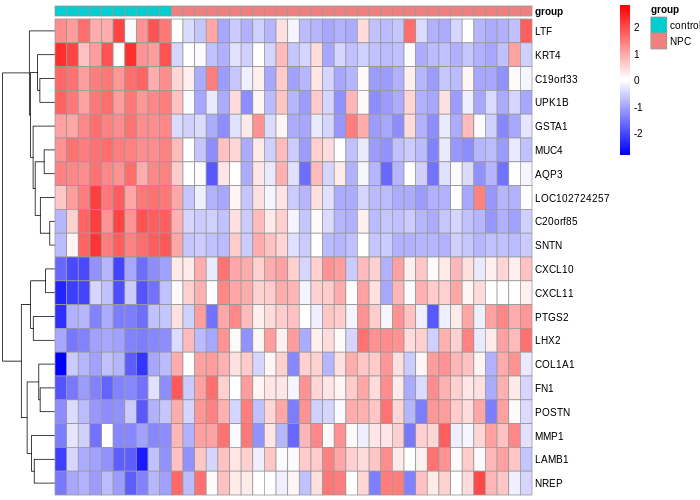 group
group
control
NPC
2
1
0
-1
-2
LTF
KRT4
C19orf33
UPK1B
GSTA1
MUC4
AQP3
LOC102724257
C20orf85
SNTN
CXCL10
CXCL11
PTGS2
LHX2
COL1A1
FN1
POSTN
MMP1
LAMB1
NREP